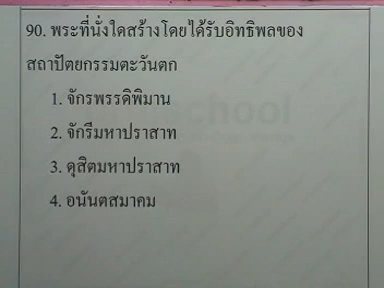 90. พระที่นั่งใดสร้างโดยได้รับอิทธิพลของ
สถาปัตยกรรมตะวันตก
1. จักรพรรดิพิมาน
2. จักรีมหาปราสาท
3. ดุสิตมหาปราสาท
4. อนันตสมาคม